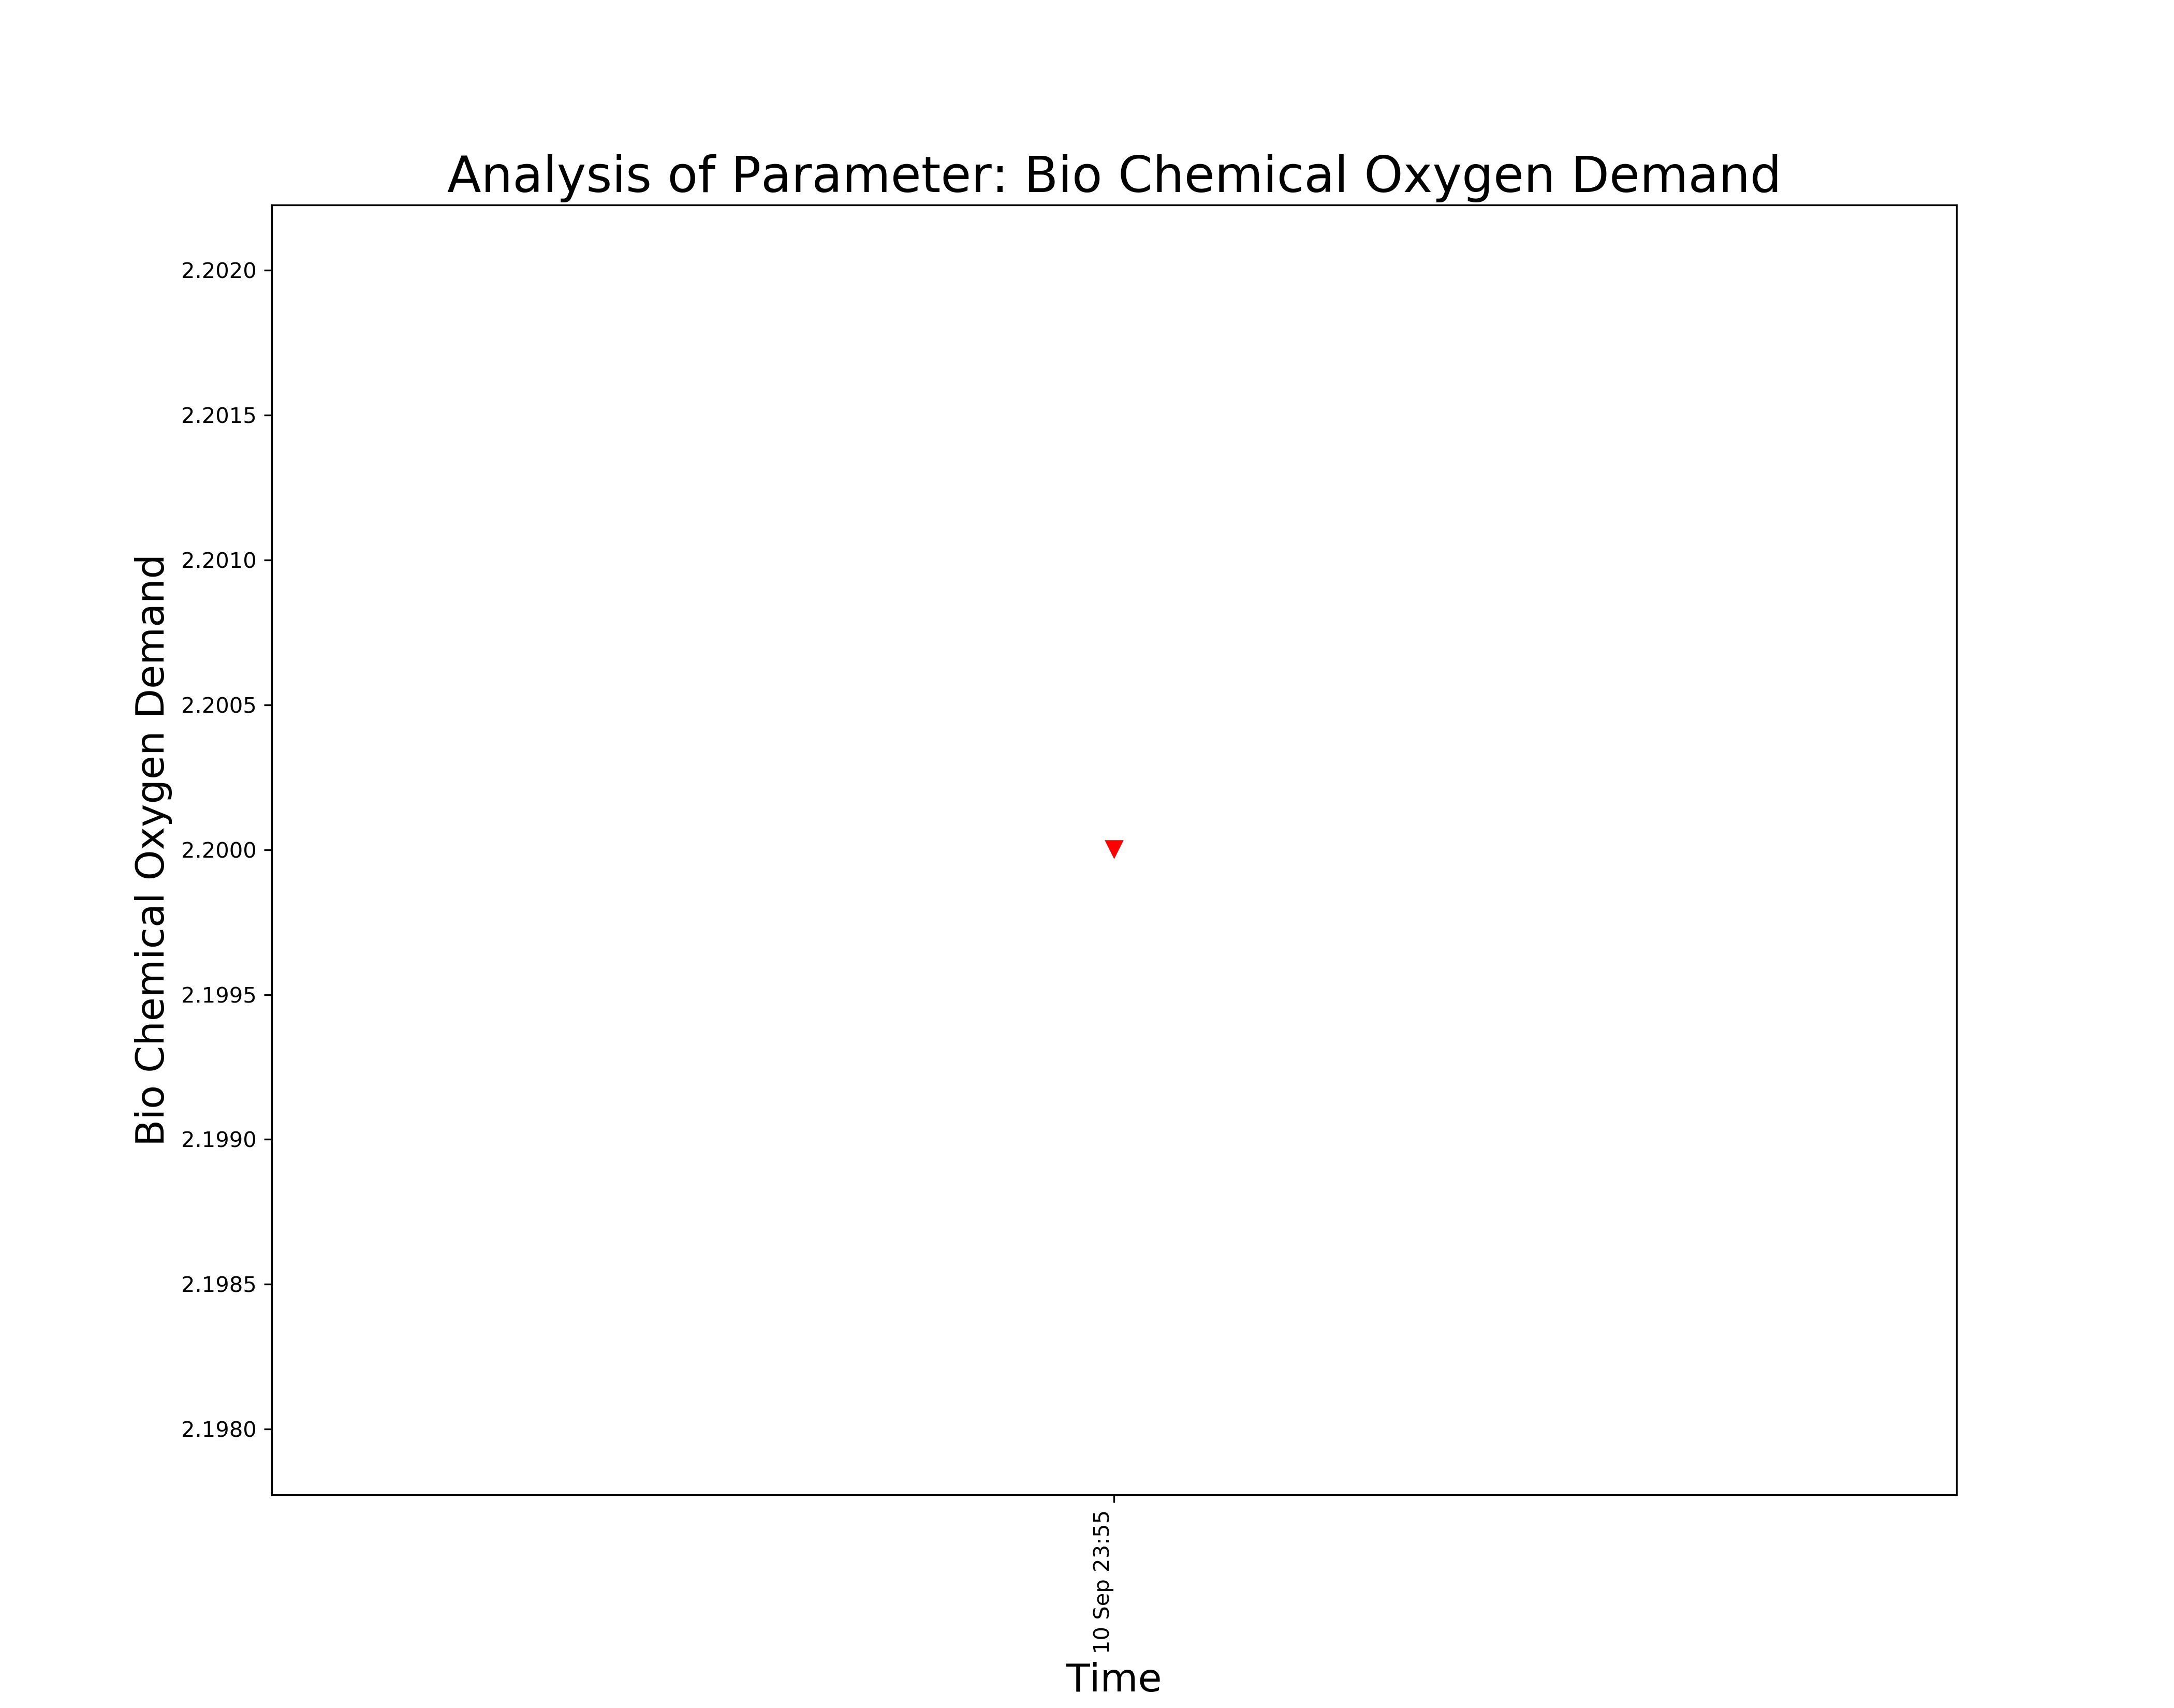 Analysis of Parameter: Bio Chemical Oxygen Demand
Bio Chemical Oxygen Demand
2.2020
2.2015
2.2010
2.2005
2.2000
2.1995
2.1990
2.1985
2.1980
10 Sep 23:55
Time